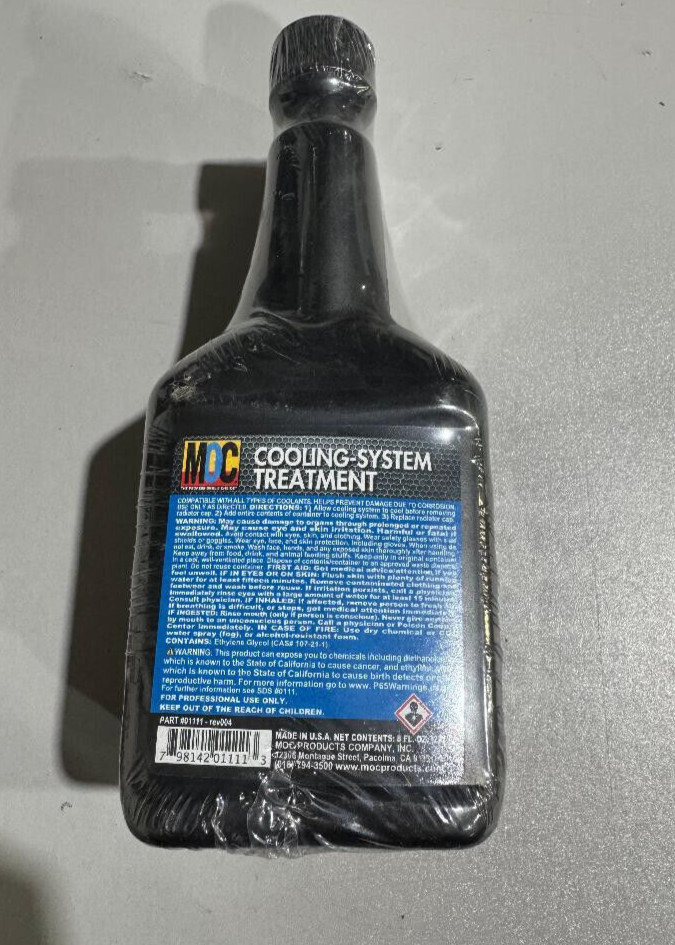 MOC
COOLING-SYSTEM
TREATMENT
COMPATIBLE WITH ALL TYPES OF COOLANTS. HELPS PREVENT DAMAGE DUE TO CORROSION.
USE ONLY AS DIRECTED. DIRECTIONS: 1) Allow cooling system to cool before removing
radiator cap. 2) Add entire contents of container to cooling system. 3) Replace radiator cap.
WARNING: May cause damage to organs through prolonged or repeated
exposure. May cause eye and skin irritation. Harmful or fatal if
swallowed. Avoid contact with eyes, skin, and clothing. Wear safety glasses with
shields or goggles. Wear eye, face, and skin protection, including gloves. When using do
not eat, drink, or smoke. Wash face, hands, and any exposed skin thoroughly after handling.
Keep away from food, drink, and animal feeding stuffs. Keep only in original
in a cool, well-ventilated place. Dispose of contents/container to an approved waste disposal
plant. Do not reuse container. FIRST AID: Get medical advice/attention if you
feel unwell. IF IN EYES OR ON SKIN: Flush skin with plenty of
water for at least fifteen minutes. Remove contaminated clothing
footwear and wash before reuse. If irritation persists, call a physician.
Immediately rinse eyes with a large amount of water for at least 15
Consult physician. IF INHALED: If affected, remove person to fresh
If breathing is difficult, or stops, get medical attention immediately.
IF INGESTED: Rinse mouth (only if person is conscious). Never give
by mouth to an unconscious person. Call a physician or Poison
Center immediately. IN CASE OF FIRE: Use dry chemical or
water spray (fog), or alcohol-resistant foam.
CONTAINS: Ethylene Glycol (CAS# 107-21-1)
⚠WARNING: This product can expose you to chemicals including
which is known to the State of California to cause cancer, and
which is known to the State of California to cause birth defects or
reproductive harm. For more information go to www. P65Warnings.
For further information see SDS #0111.
FOR PROFESSIONAL USE ONLY.
KEEP OUT OF THE REACH OF CHILDREN.
PART #01111 - rev004
7 98142 01111 3
MADE IN U.S.A. NET CONTENTS: 8 FL. OZ.
MOC PRODUCTS COMPANY, INC.
12306 Montague Street, Pacoima, CA
(818) 794-3500 www.mocproducts.com